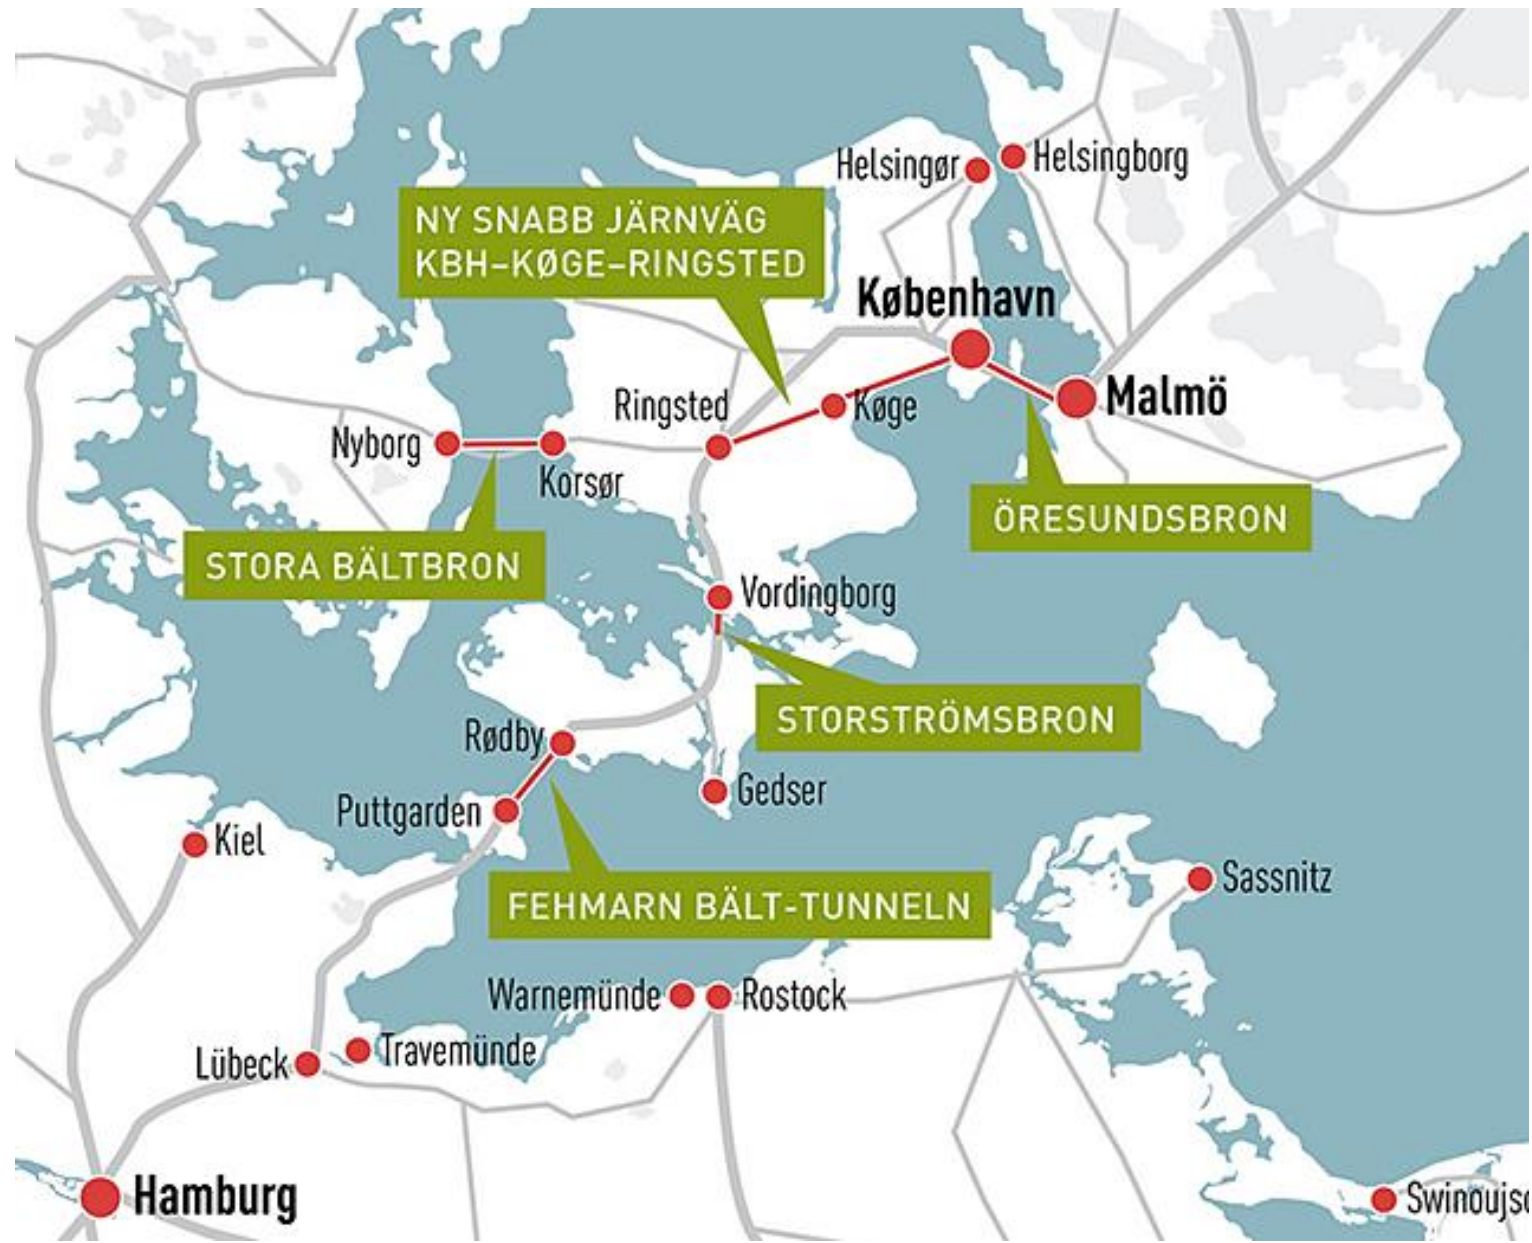 Helsingør
Helsingborg
NY SNABB JÄRNVÄG
KBH–KØGE–RINGSTED
København
Malmö
Ringsted
Køge
Nyborg
Korsør
ÖRESUNDSBRON
STORA BÄLTBRON
Vordingborg
STORSTRÖMSBRON
Rødby
Gedser
Puttgarden
Kiel
Sassnitz
FEHMARN BÄLT-TUNNELN
Warnemünde
Rostock
Travemünde
Lübeck
Hamburg
Swinoujsc